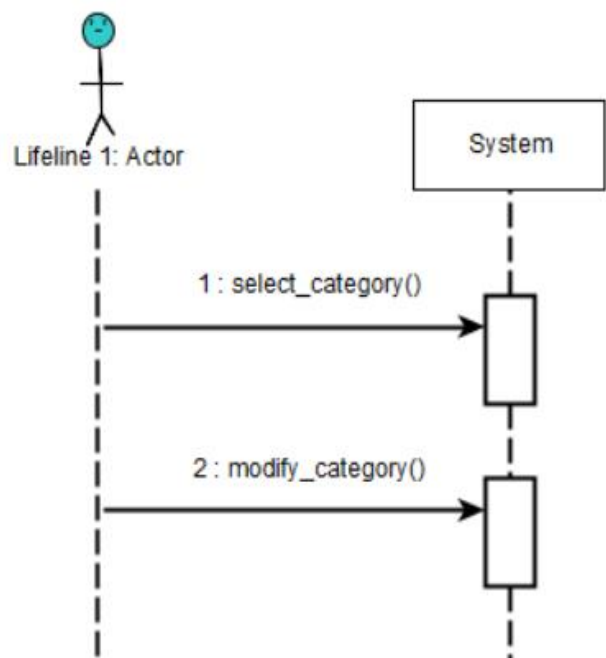 Lifeline 1: Actor
System
1 : select_category()
2 : modify_category()